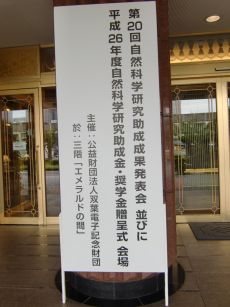 第20回自然科学研究助成成果発表会 並びに
平成26年度自然科学研究助成金・奨学金贈呈式 会場
主催：公益財団法人双葉電子記念財団
於：三階「エメラルドの間」